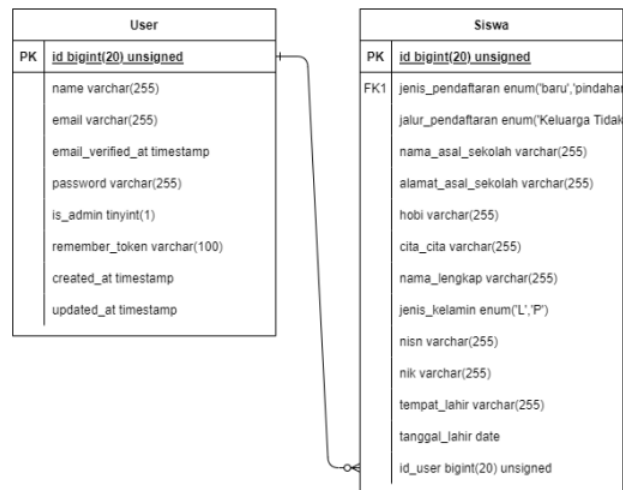 User
PK id bigint(20) unsigned
name varchar(255)
email varchar(255)
email_verified_at timestamp
password varchar(255)
is_admin tinyint(1)
remember_token varchar(100)
created_at timestamp
updated_at timestamp
Siswa
PK id bigint(20) unsigned
FK1 jenis_pendaftaran enum('baru','pindahan
jalur_pendaftaran enum('Keluarga Tidak
nama_asal_sekolah varchar(255)
alamat_asal_sekolah varchar(255)
hobi varchar(255)
cita_cita varchar(255)
nama_lengkap varchar(255)
jenis_kelamin enum('L','P')
nisn varchar(255)
nik varchar(255)
tempat_lahir varchar(255)
tanggal_lahir date
id_user bigint(20) unsigned